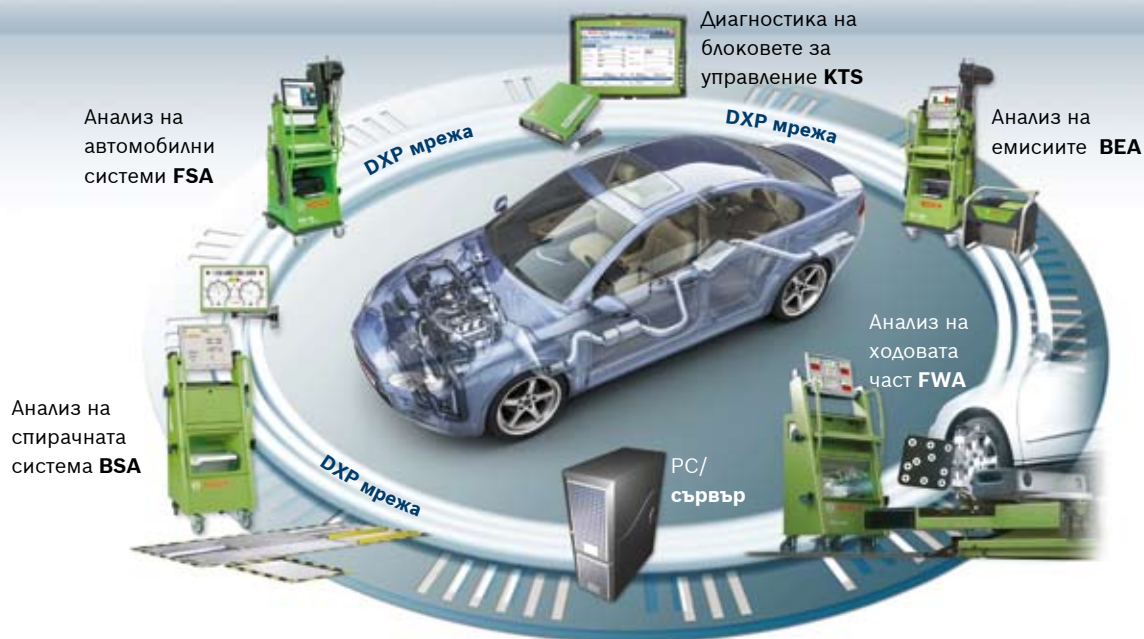 Диагностика на
блоковете за
управление KTS
Анализ на
автомобилни
системи FSA
DXP мрежа
DXP мрежа
Анализ на
емисиите BEA
Анализ на
ходовата
част FWA
Анализ на
спирачната
система BSA
DXP мрежа
PC/
сървър